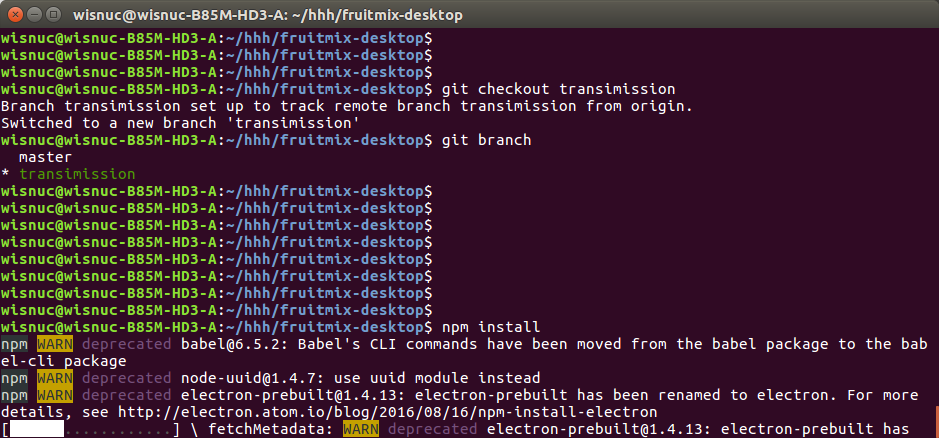 wisnuc@wisnuc-B85M-HD3-A: ~/hhh/fruitmix-desktop
wisnuc@wisnuc-B85M-HD3-A:~/hhh/fruitmix-desktop$
wisnuc@wisnuc-B85M-HD3-A:~/hhh/fruitmix-desktop$
wisnuc@wisnuc-B85M-HD3-A:~/hhh/fruitmix-desktop$
wisnuc@wisnuc-B85M-HD3-A:~/hhh/fruitmix-desktop$ git checkout transimission
Branch transimission set up to track remote branch transimission from origin.
Switched to a new branch 'transimission'
wisnuc@wisnuc-B85M-HD3-A:~/hhh/fruitmix-desktop$ git branch
  master
* transimission
wisnuc@wisnuc-B85M-HD3-A:~/hhh/fruitmix-desktop$
wisnuc@wisnuc-B85M-HD3-A:~/hhh/fruitmix-desktop$
wisnuc@wisnuc-B85M-HD3-A:~/hhh/fruitmix-desktop$
wisnuc@wisnuc-B85M-HD3-A:~/hhh/fruitmix-desktop$
wisnuc@wisnuc-B85M-HD3-A:~/hhh/fruitmix-desktop$
wisnuc@wisnuc-B85M-HD3-A:~/hhh/fruitmix-desktop$
wisnuc@wisnuc-B85M-HD3-A:~/hhh/fruitmix-desktop$
wisnuc@wisnuc-B85M-HD3-A:~/hhh/fruitmix-desktop$
wisnuc@wisnuc-B85M-HD3-A:~/hhh/fruitmix-desktop$ npm install
npm WARN deprecated babel@6.5.2: Babel's CLI commands have been moved from the babel package to the bab
el-cli package
npm WARN deprecated node-uuid@1.4.7: use uuid module instead
npm WARN deprecated electron-prebuilt@1.4.13: electron-prebuilt has been renamed to electron. For more
details, see http://electron.atom.io/blog/2016/08/16/npm-install-electron
[      ............] \ fetchMetadata: WARN deprecated electron-prebuilt@1.4.13: electron-prebuilt has